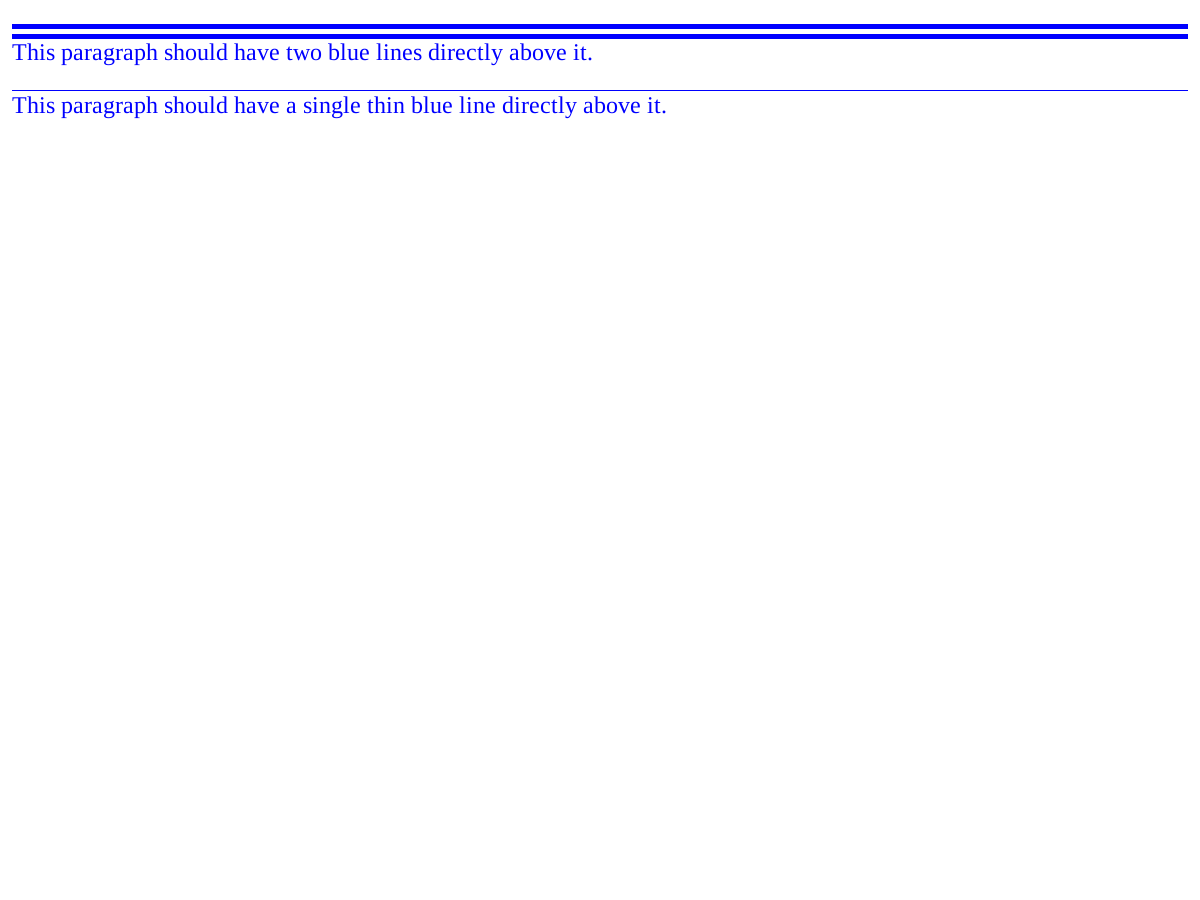 This paragraph should have two blue lines directly above it.
This paragraph should have a single thin blue line directly above it.